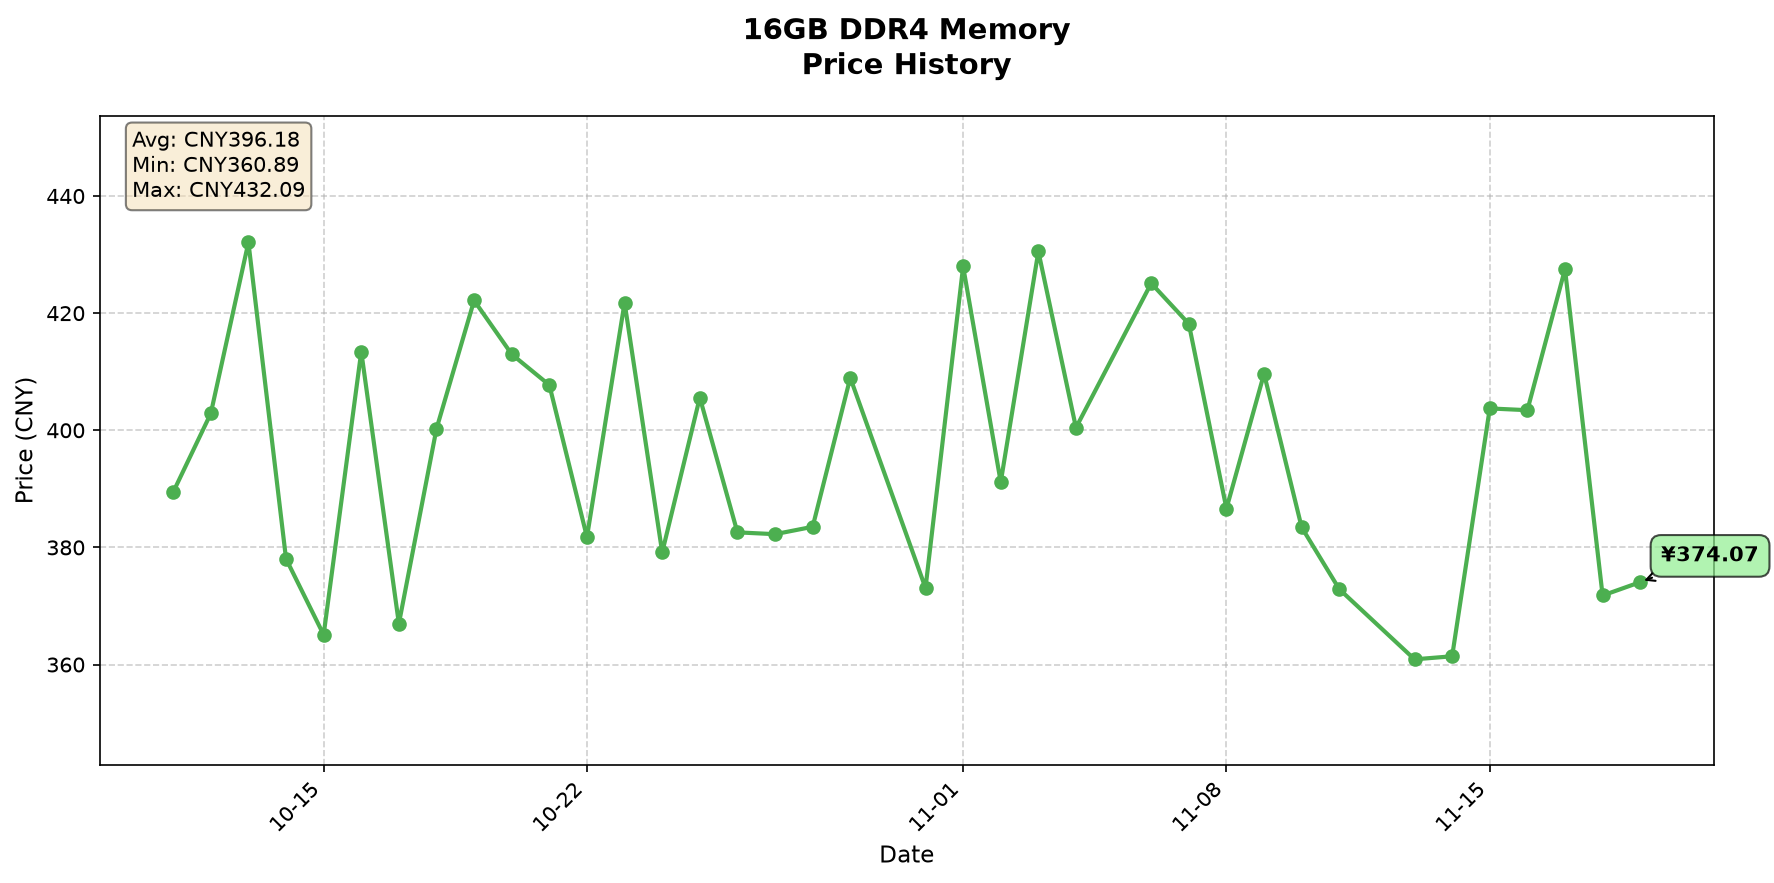 16GB DDR4 Memory
Price History
Avg: CNY396.18
Min: CNY360.89
Max: CNY432.09
440
420
400
380
360
Price (CNY)
¥374.07
10-15
10-22
11-01
11-08
11-15
Date